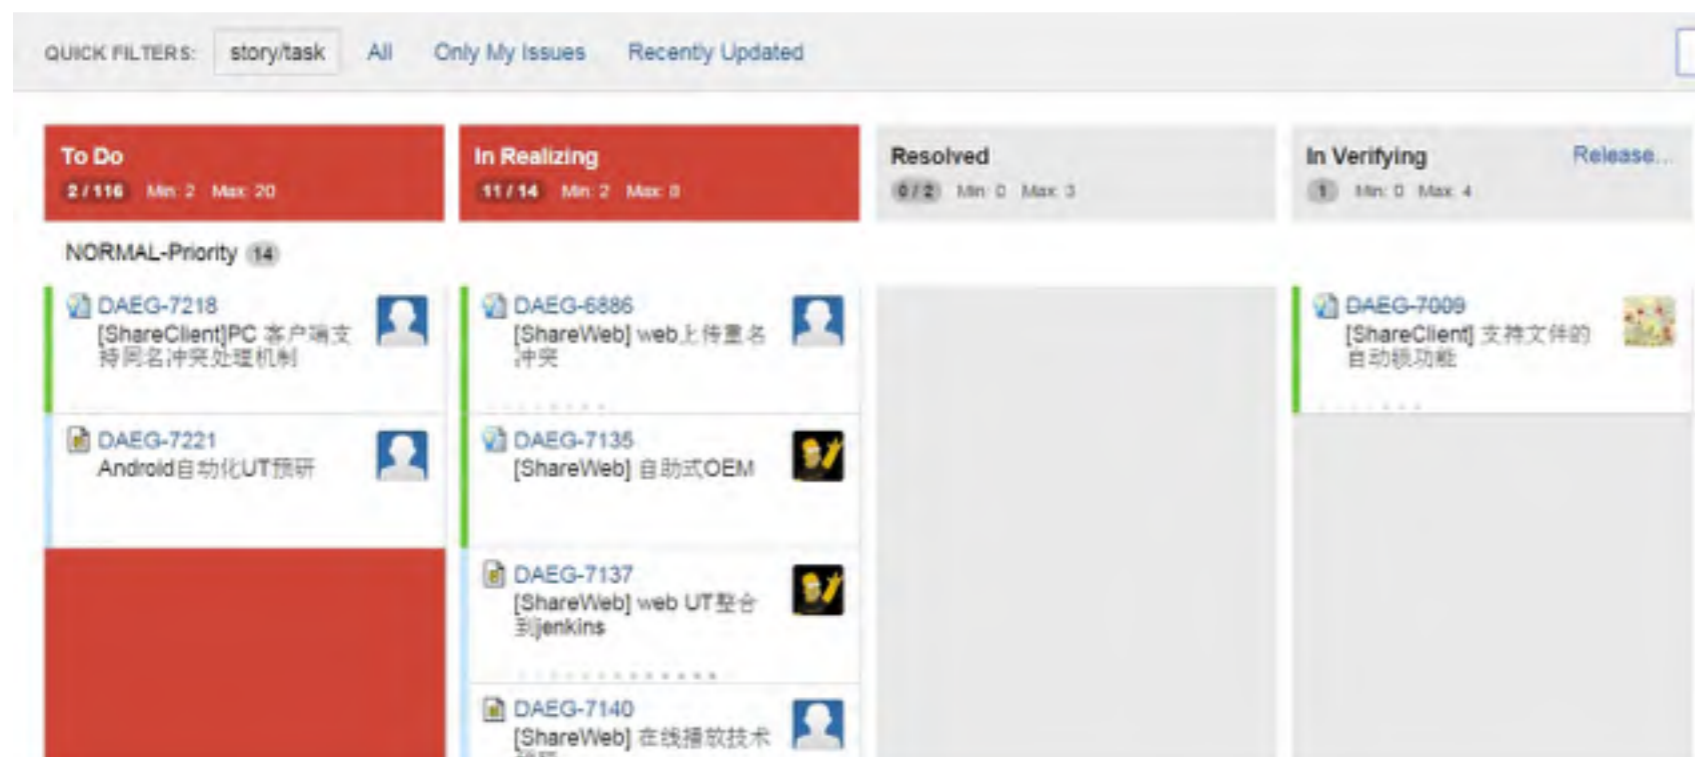 QUICK FILTERS: story/task All Only My Issues Recently Updated
To Do
2 / 116 Min: 2 Max: 20
In Realizing
11 / 14 Min: 2 Max: 8
Resolved
0 / 2 Min: 0 Max: 3
In Verifying Release...
1 Min: 0 Max: 4
NORMAL-Priority 14
DAEG-7218
[ShareClient]PC 客户端支
持同名冲突处理机制
DAEG-7221
Android自动化UT预研
DAEG-6886
[ShareWeb] web上传重名
冲突
DAEG-7135
[ShareWeb] 自助式OEM
DAEG-7137
[ShareWeb] web UT整合
到jenkins
DAEG-7140
[ShareWeb] 在线播放技术
DAEG-7009
[ShareClient] 支持文件的
自动锁功能